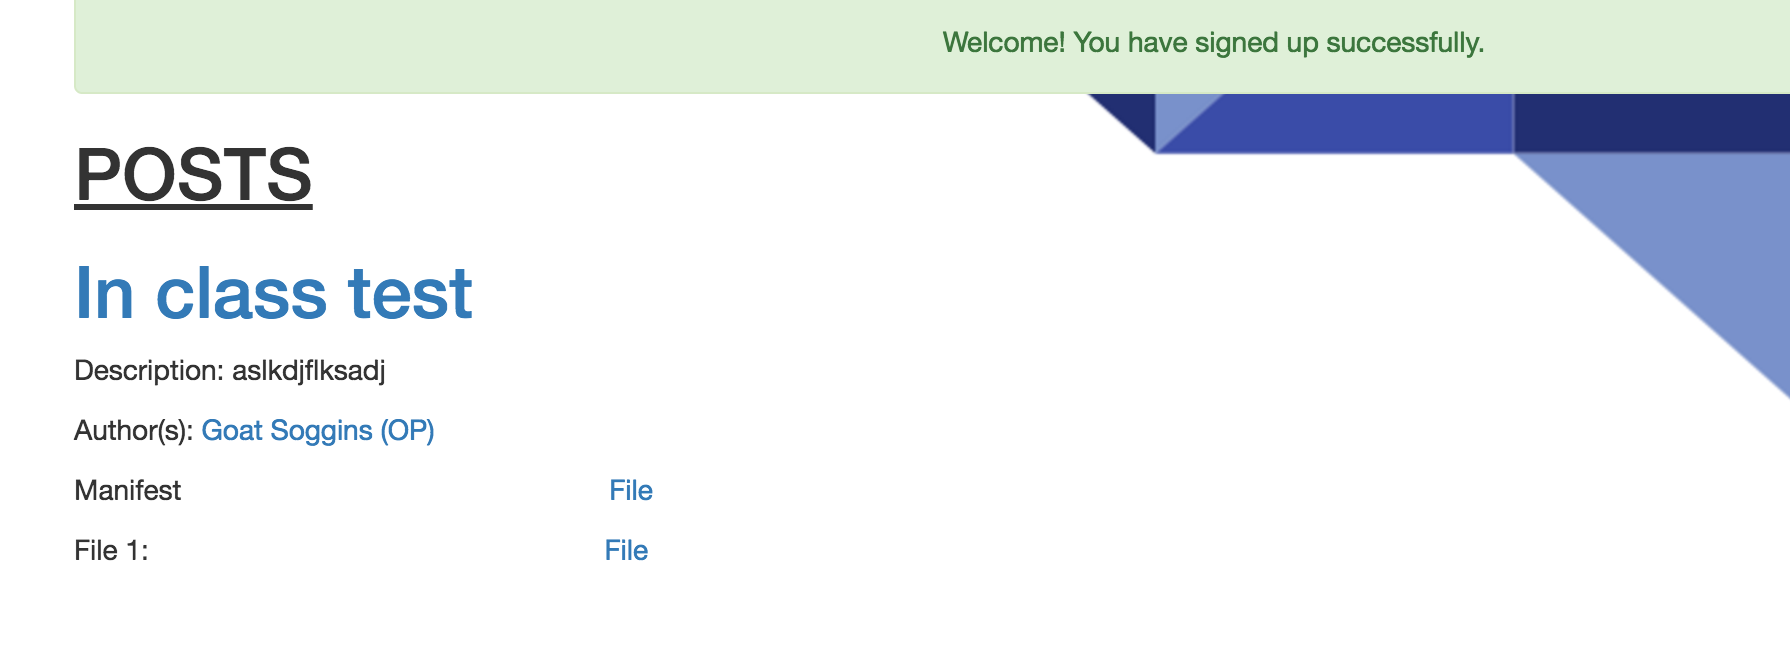 Welcome! You have signed up successfully.
POSTS
In class test
Description: aslkdjflksadj
Author(s): Goat Soggins (OP)
Manifest File
File 1: File